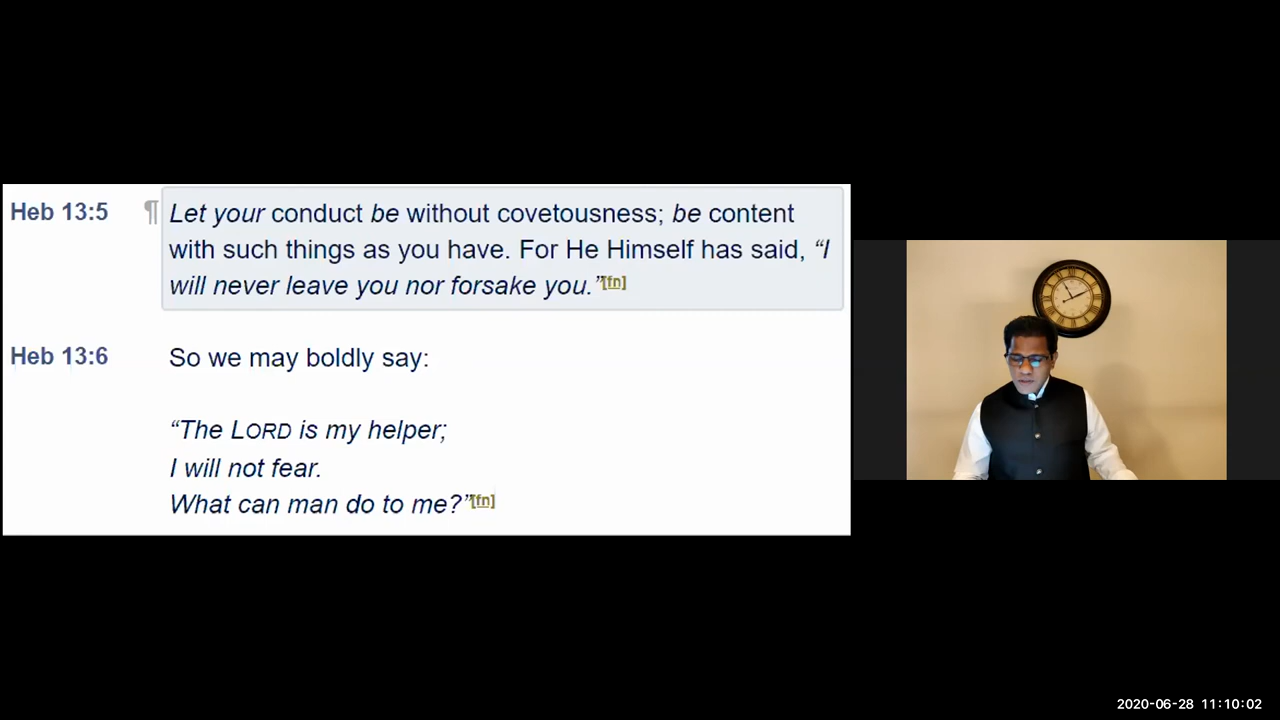 Heb 13:5 ¶ Let your conduct be without covetousness; be content
with such things as you have. For He Himself has said, “I
will never leave you nor forsake you.”[fn]
Heb 13:6 So we may boldly say:
“The LORD is my helper;
I will not fear.
What can man do to me?”[fn]
2020-06-28 11:10:02